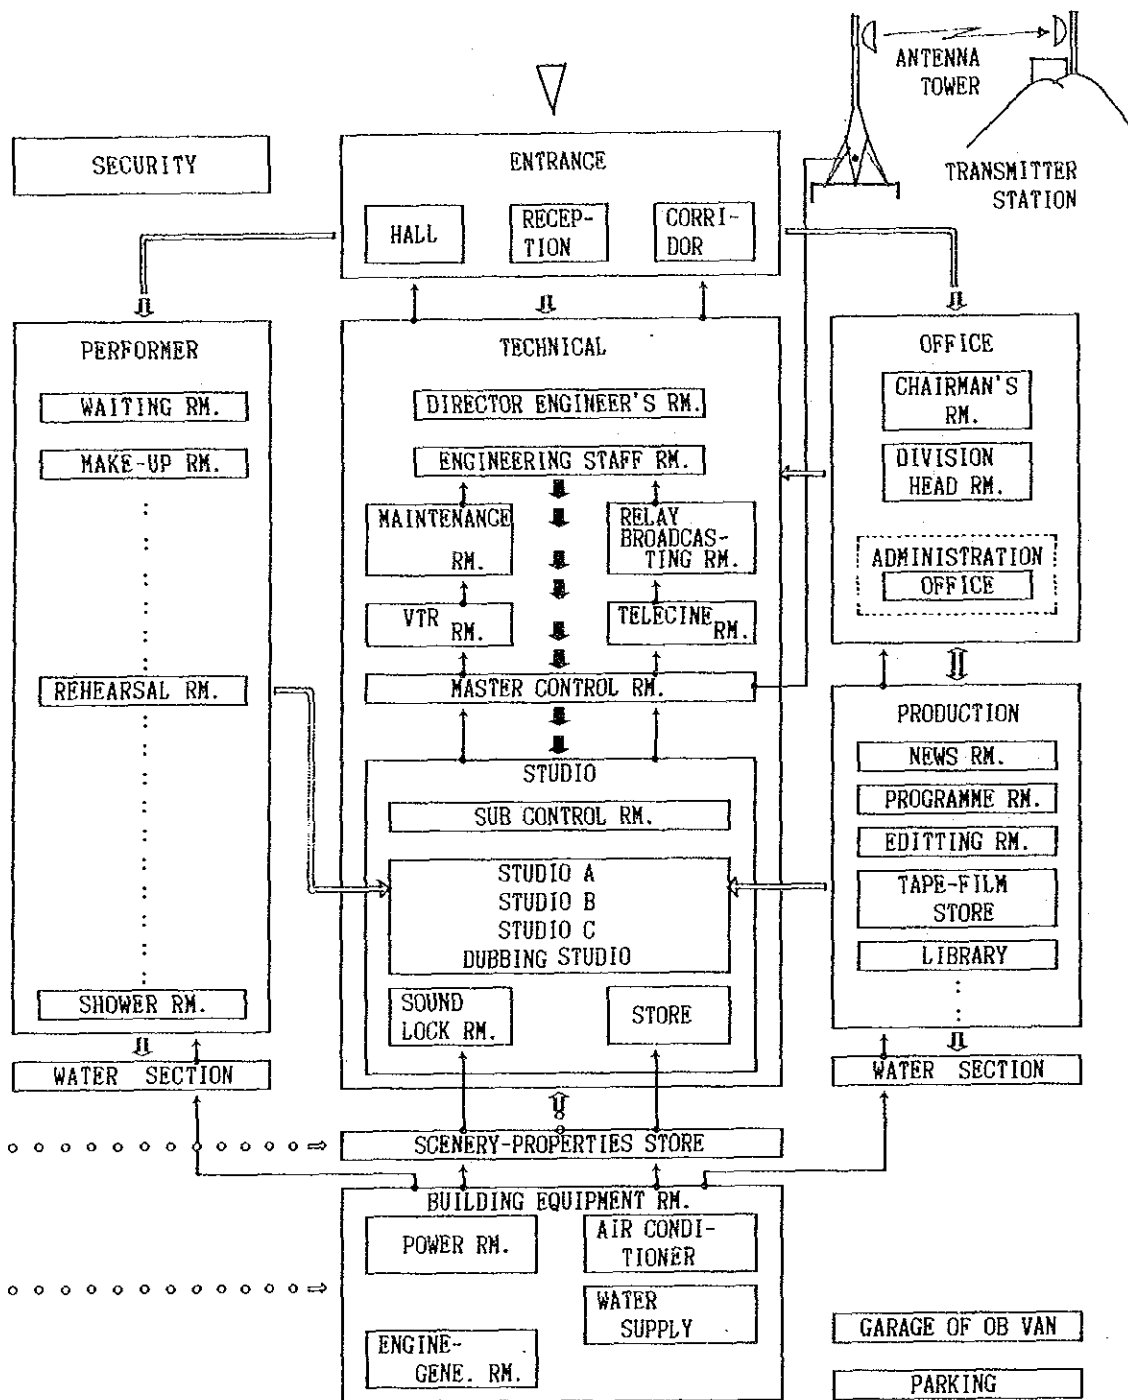 ANTENNA
TOWER
TRANSMITTER
STATION
SECURITY
ENTRANCE
HALL
RECEP-
TION
CORRI-
DOR
PERFORMER
WAITING RM.
MAKE-UP RM.
REHEARSAL RM.
SHOWER RM.
WATER SECTION
TECHNICAL
DIRECTOR ENGINEER'S RM.
ENGINEERING STAFF RM.
MAINTENANCE
RM.
RELAY
BROADCAS-
TING RM.
VTR
RM.
TELECINE
RM.
MASTER CONTROL RM.
STUDIO
SUB CONTROL RM.
STUDIO A
STUDIO B
STUDIO C
DUBBING STUDIO
SOUND
LOCK RM.
STORE
OFFICE
CHAIRMAN'S
RM.
DIVISION
HEAD RM.
ADMINISTRATION
OFFICE
PRODUCTION
NEWS RM.
PROGRAMME RM.
EDITTING RM.
TAPE-FILM
STORE
LIBRARY
WATER SECTION
SCENERY-PROPERTIES STORE
BUILDING EQUIPMENT RM.
POWER RM.
AIR CONDI-
TIONER
WATER
SUPPLY
ENGINE-
GENE. RM.
GARAGE OF OB VAN
PARKING